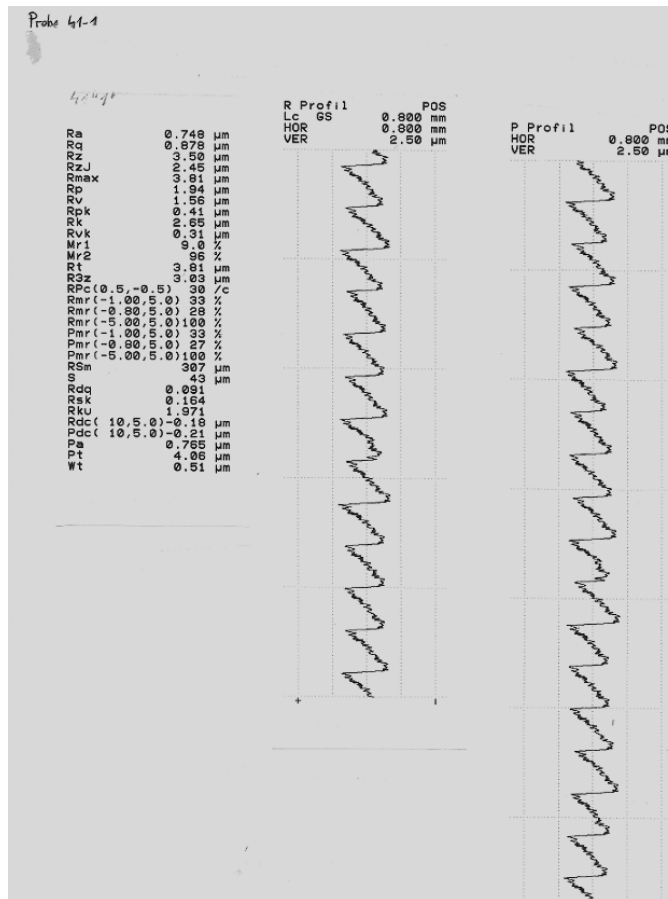 Probe 41-1
Ra 0.748 µm
Rq 0.878 µm
Rz 3.50 µm
RzJ 2.45 µm
Rmax 3.81 µm
Rp 1.94 µm
Rv 1.56 µm
Rpk 0.41 µm
Rk 2.65 µm
Rvk 0.31 µm
Mr1 9.0 %
Mr2 96 %
Rt 3.81 µm
R3z 3.03 µm
RPc(0.5,-0.5) 30 /c
Rmr(-1.00,5.0) 33 %
Rmr(-0.80,5.0) 28 %
Rmr(-5.00,5.0)100 %
Pmr(-1.00,5.0) 33 %
Pmr(-0.80,5.0) 27 %
Pmr(-5.00,5.0)100 %
RSm 307 µm
S 43 µm
Rdq 0.091
Rsk 0.164
Rku 1.971
Rdc( 10,5.0)-0.18 µm
Pdc( 10,5.0)-0.21 µm
Pa 0.765 µm
Pt 4.06 µm
Wt 0.51 µm
R Profil POS
Lc GS 0.800 mm
HOR 0.800 mm
VER 2.50 µm
P Profil POS
HOR 0.800 mm
VER 2.50 µm